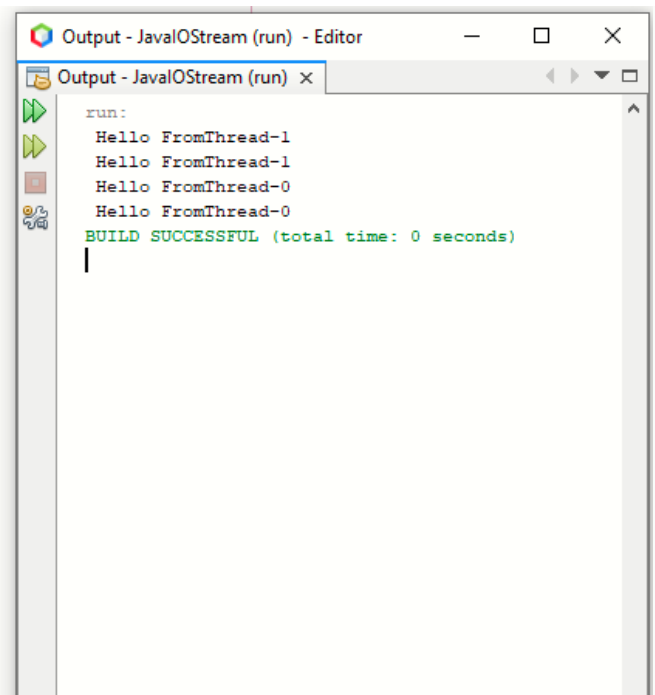 Output - JavaIOStream (run) - Editor
Output - JavaIOStream (run)
run:
Hello FromThread-1
Hello FromThread-1
Hello FromThread-0
Hello FromThread-0
BUILD SUCCESSFUL (total time: 0 seconds)